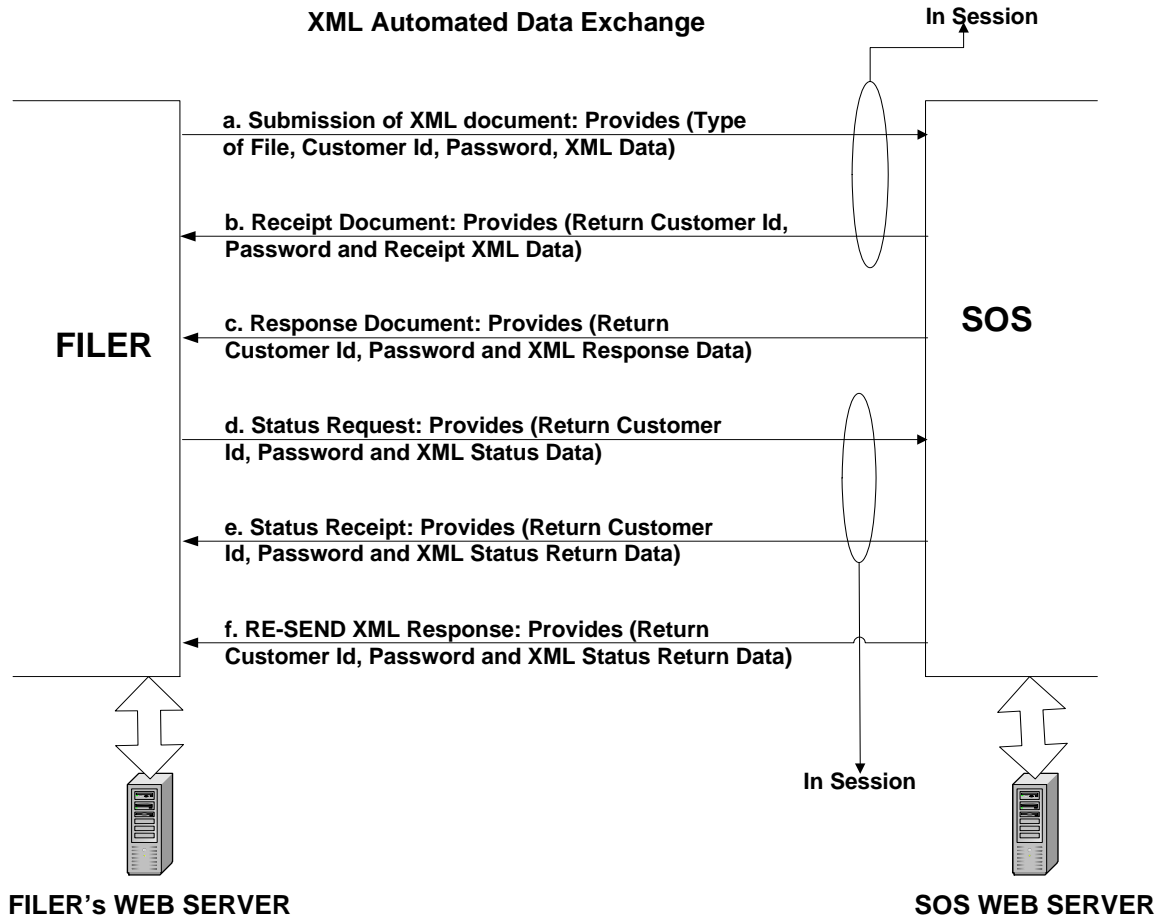 XML Automated Data Exchange
In Session
a. Submission of XML document: Provides (Type
of File, Customer Id, Password, XML Data)
b. Receipt Document: Provides (Return Customer Id,
Password and Receipt XML Data)
FILER
SOS
c. Response Document: Provides (Return
Customer Id, Password and XML Response Data)
d. Status Request: Provides (Return Customer
Id, Password and XML Status Data)
e. Status Receipt: Provides (Return Customer
Id, Password and XML Status Return Data)
f. RE-SEND XML Response: Provides (Return
Customer Id, Password and XML Status Return Data)
In Session
FILER’s WEB SERVER
SOS WEB SERVER